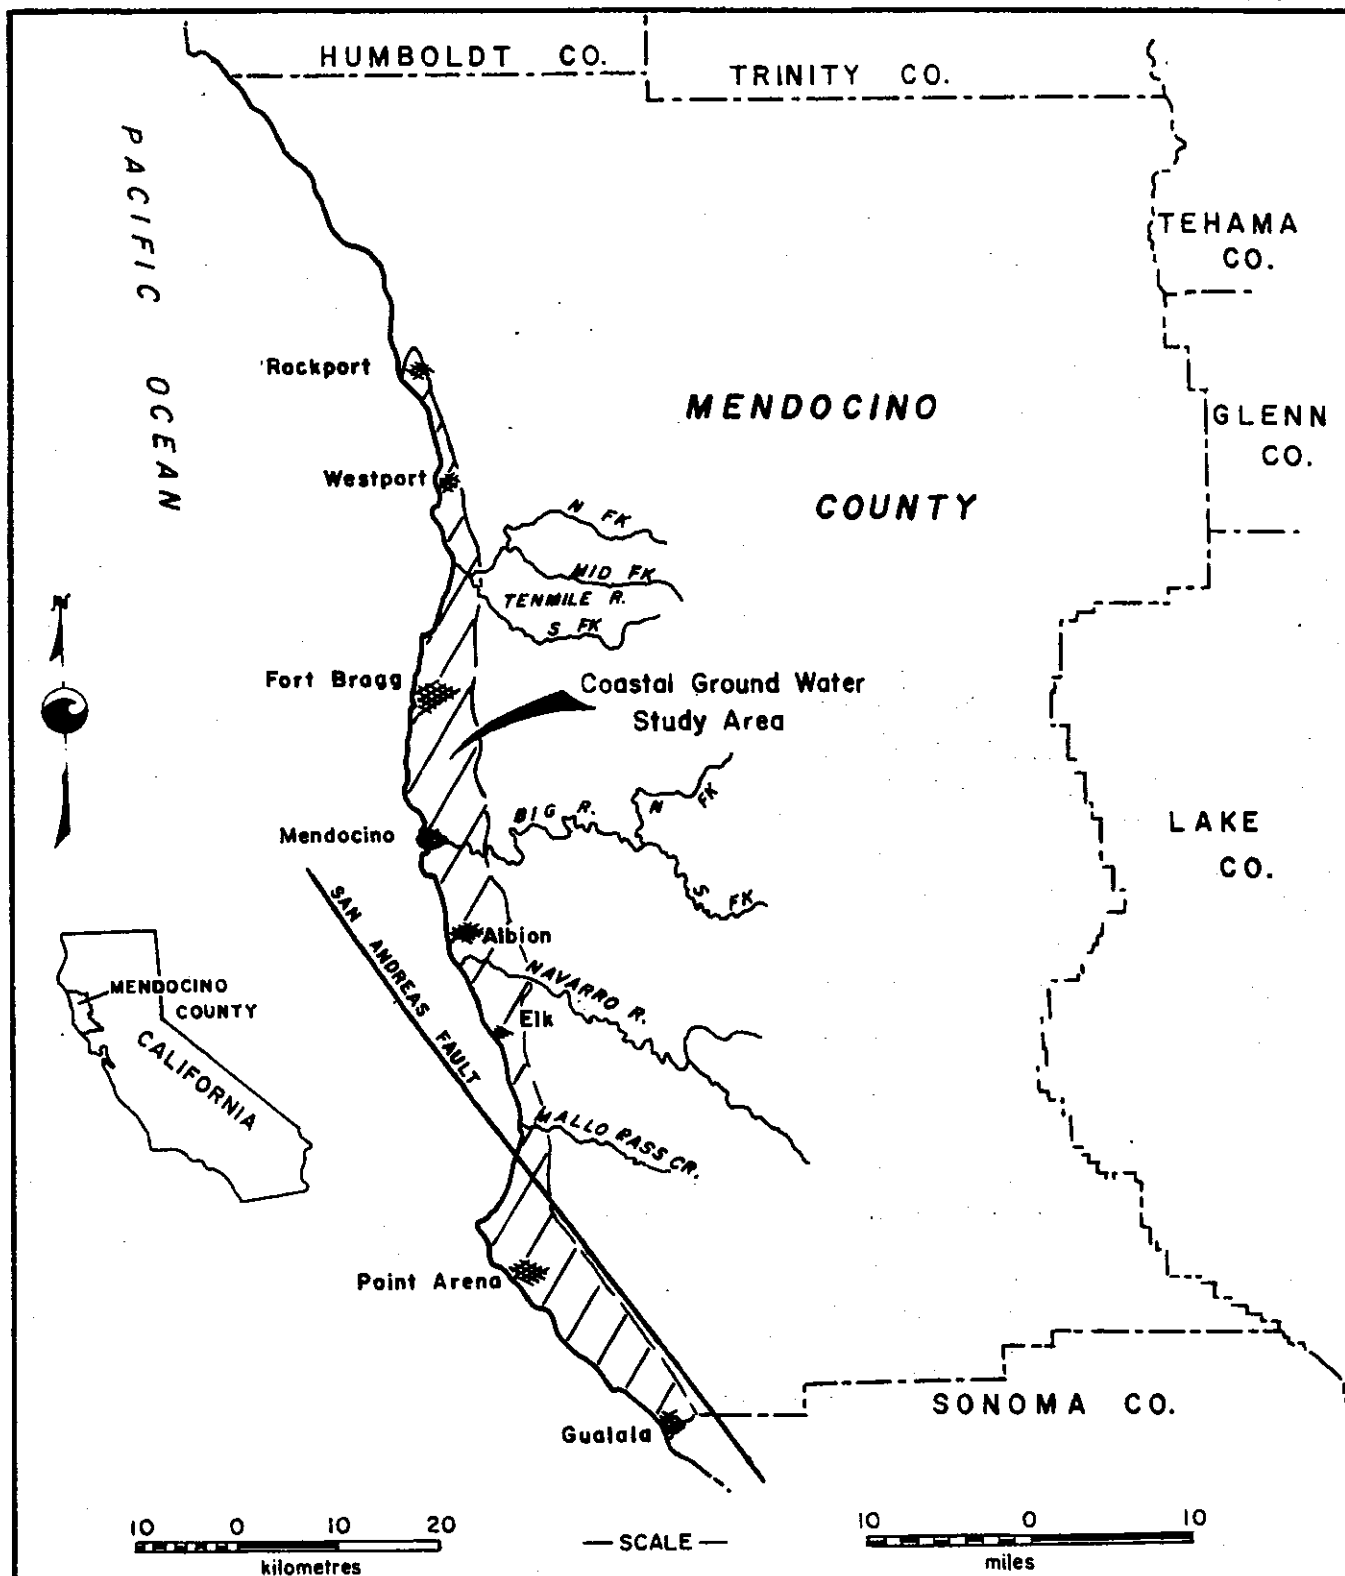 HUMBOLDT CO.
TRINITY CO.
PACIFIC OCEAN
TEHAMA
CO.
Rockport
MENDOCINO
COUNTY
GLENN
CO.
Westport
N FK
MID FK
TENMILE R.
S FK
N
Fort Bragg
Coastal Ground Water
Study Area
Mendocino
BIG R.
N FK
S FK
LAKE
CO.
SAN ANDREAS FAULT
Albion
NAVARRO R.
Elk
MENDOCINO
COUNTY
CALIFORNIA
MALLO PASS CR.
Point Arena
SONOMA CO.
Gualala
10 0 10 20
kilometres
— SCALE —
10 0 10
miles